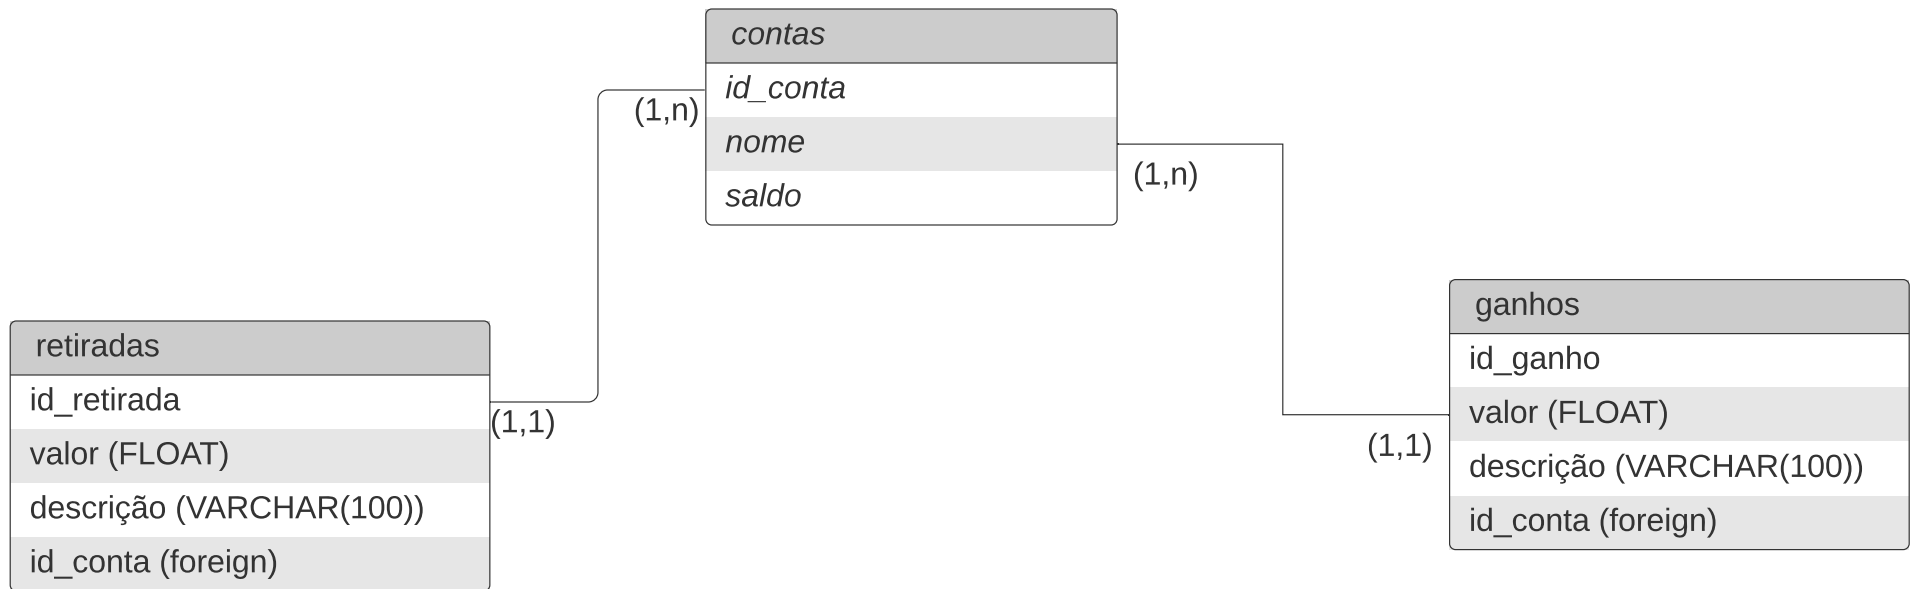 contas
id_conta
(1,n)
nome
(1,n)
saldo
retiradas
id_retirada
(1,1)
valor (FLOAT)
descrição (VARCHAR(100))
id_conta (foreign)
ganhos
id_ganho
valor (FLOAT)
(1,1)
descrição (VARCHAR(100))
id_conta (foreign)